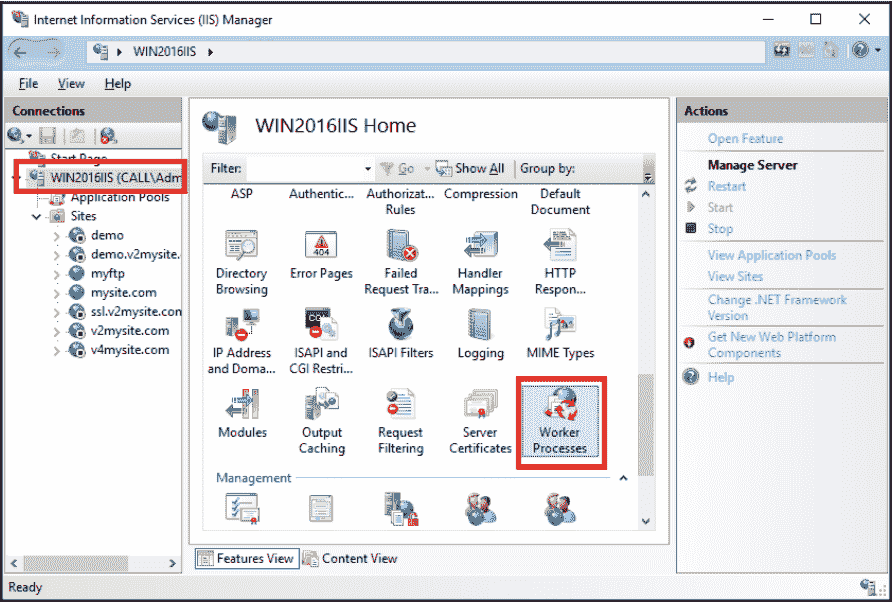 Internet Information Services (IIS) Manager
WIN2016IIS
File View Help
Connections
Start Page
WIN2016IIS (CALL\Adm
Application Pools
Sites
demo
demo.v2mysite.
myftp
mysite.com
ssl.v2mysite.con
v2mysite.com
v4mysite.com
WIN2016IIS Home
Filter: Go Show All Group by:
ASP Authentic... Authorizat... Rules Compression Default Document
Directory Browsing Error Pages Failed Request Tra... Handler Mappings HTTP Respon...
404
IP Address and Doma... ISAPI and CGI Restri... ISAPI Filters Logging MIME Types
Modules Output Caching Request Filtering Server Certificates Worker Processes
Management
Features View Content View
Actions
Open Feature
Manage Server
Restart
Start
Stop
View Application Pools
View Sites
Change .NET Framework
Version
Get New Web Platform
Components
Help
Ready